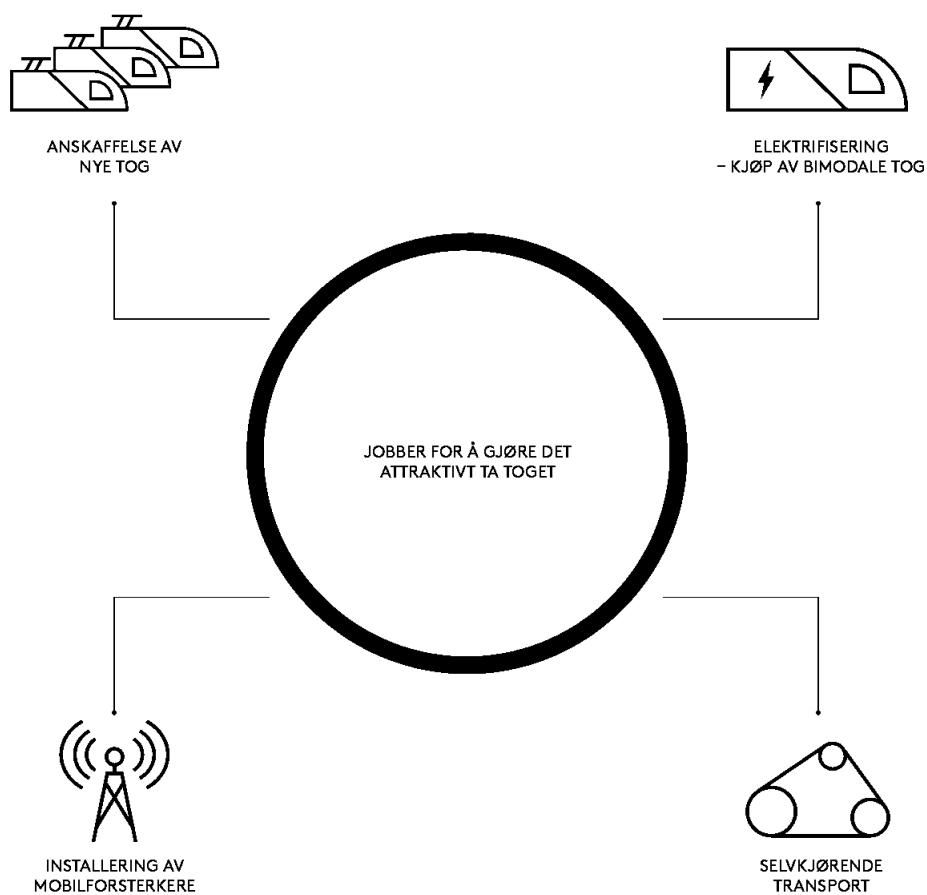 ANSKAFFELSE AV
NYE TOG
ELEKTRIFISERING
– KJØP AV BIMODALE TOG
JOBBER FOR Å GJØRE DET
ATTRAKTIVT TA TOGET
INSTALLERING AV
MOBILFORSTERKERE
SELVKJØRENDE
TRANSPORT